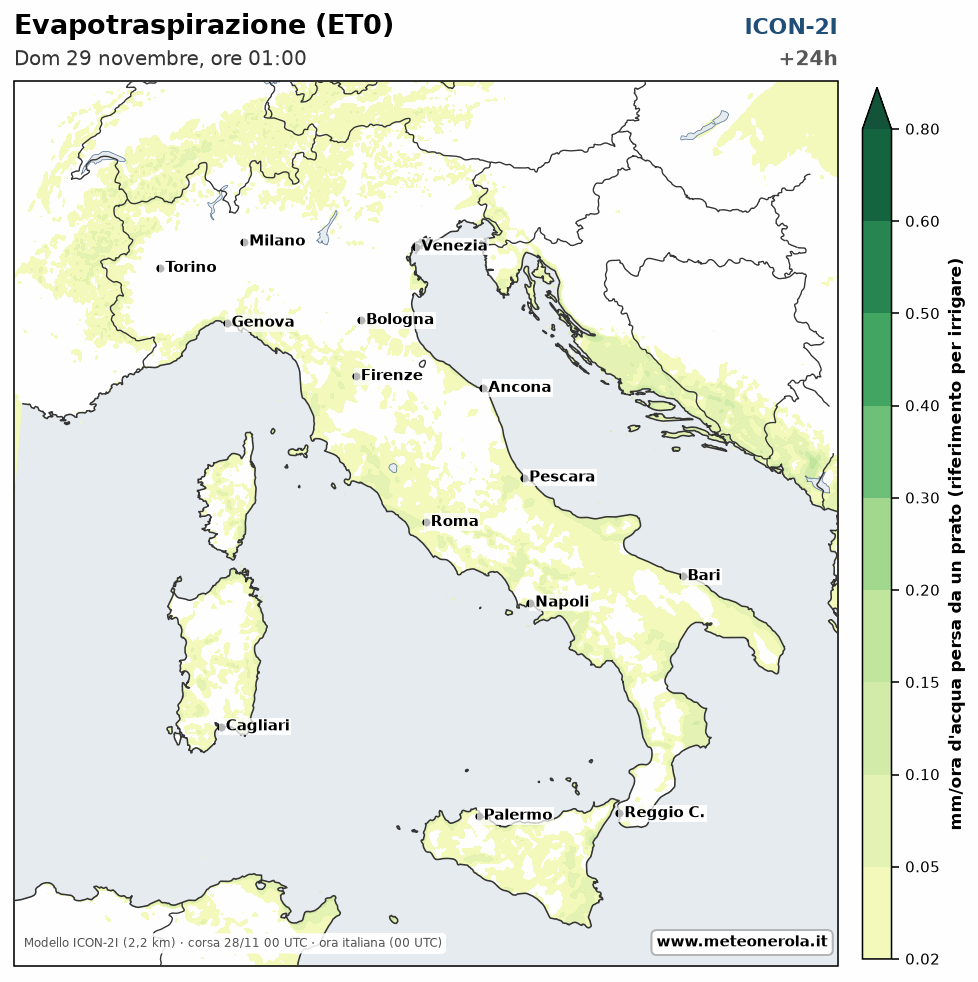 Evapotraspirazione (ET0)
ICON-2I
Dom 29 novembre, ore 01:00
+24h
Milano
Venezia
Torino
Genova
Bologna
Firenze
Ancona
Pescara
Roma
Bari
Napoli
Cagliari
Palermo
Reggio C.
Modello ICON-2I (2,2 km) · corsa 28/11 00 UTC · ora italiana (00 UTC)
www.meteonerola.it
0.80
0.60
0.50
0.40
0.30
0.20
0.15
0.10
0.05
0.02
mm/ora d'acqua persa da un prato (riferimento per irrigare)